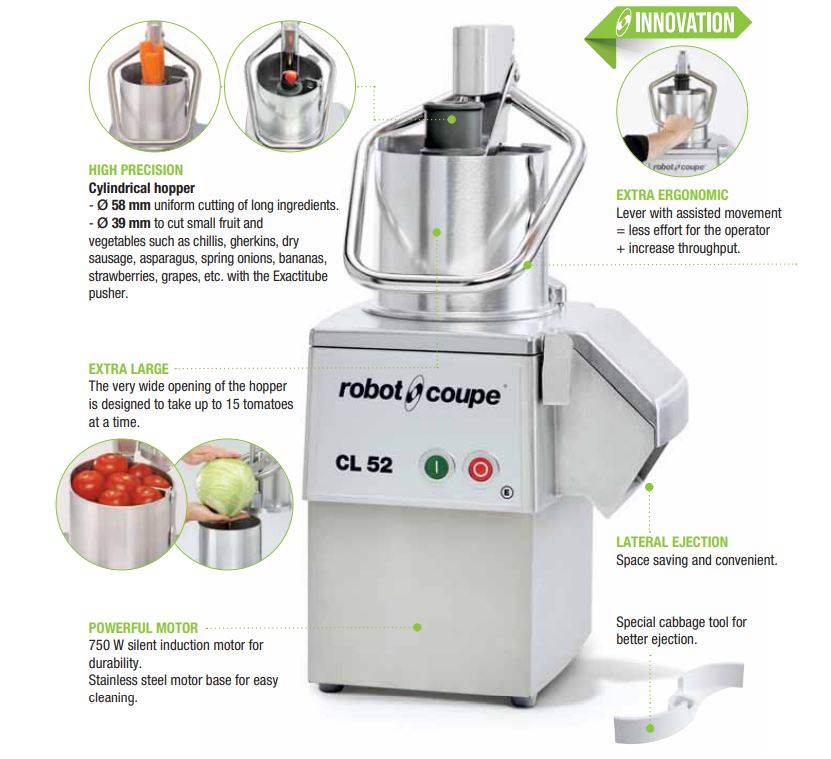 INNOVATION
HIGH PRECISION
Cylindrical hopper
- Ø 58 mm uniform cutting of long ingredients.
- Ø 39 mm to cut small fruit and
vegetables such as chillis, gherkins, dry
sausage, asparagus, spring onions, bananas,
strawberries, grapes, etc. with the Exactitube
pusher.
robot coupe
EXTRA ERGONOMIC
Lever with assisted movement
= less effort for the operator
+ increase throughput.
EXTRA LARGE
The very wide opening of the hopper
is designed to take up to 15 tomatoes
at a time.
robot coupe®
CL 52
E
LATERAL EJECTION
Space saving and convenient.
POWERFUL MOTOR
750 W silent induction motor for
durability.
Stainless steel motor base for easy
cleaning.
Special cabbage tool for
better ejection.